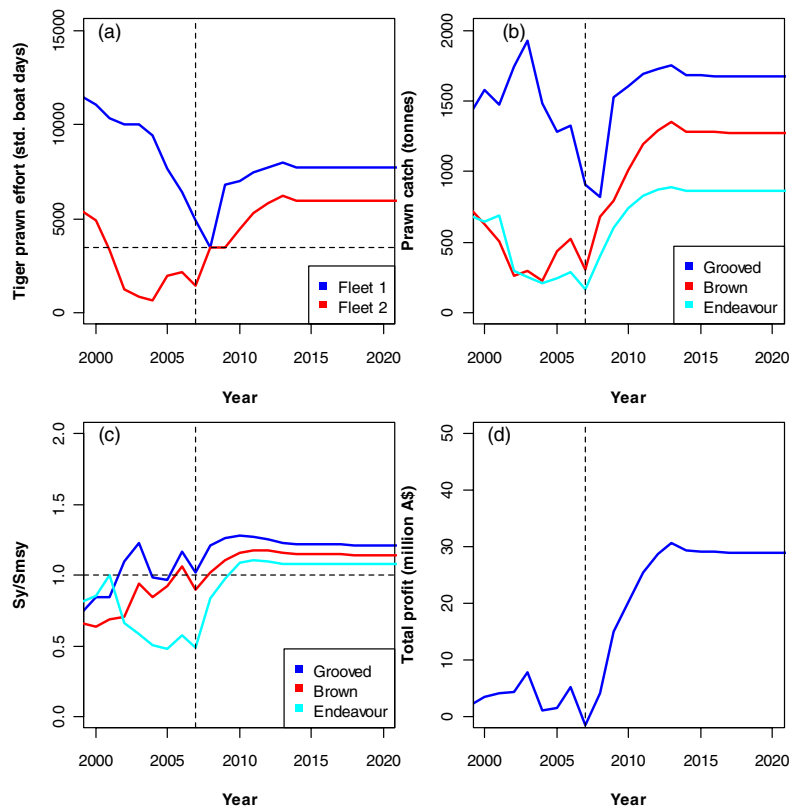 (a)
Tiger prawn effort (std. boat days)
15000
10000
5000
0
Fleet 1
Fleet 2
2000 2005 2010 2015 2020
Year
(b)
Prawn catch (tonnes)
2000
1500
1000
500
0
Grooved
Brown
Endeavour
2000 2005 2010 2015 2020
Year
(c)
Sy/Smsy
2.0
1.5
1.0
0.5
0.0
Grooved
Brown
Endeavour
2000 2005 2010 2015 2020
Year
(d)
Total profit (million A$)
50
40
30
20
10
0
2000 2005 2010 2015 2020
Year